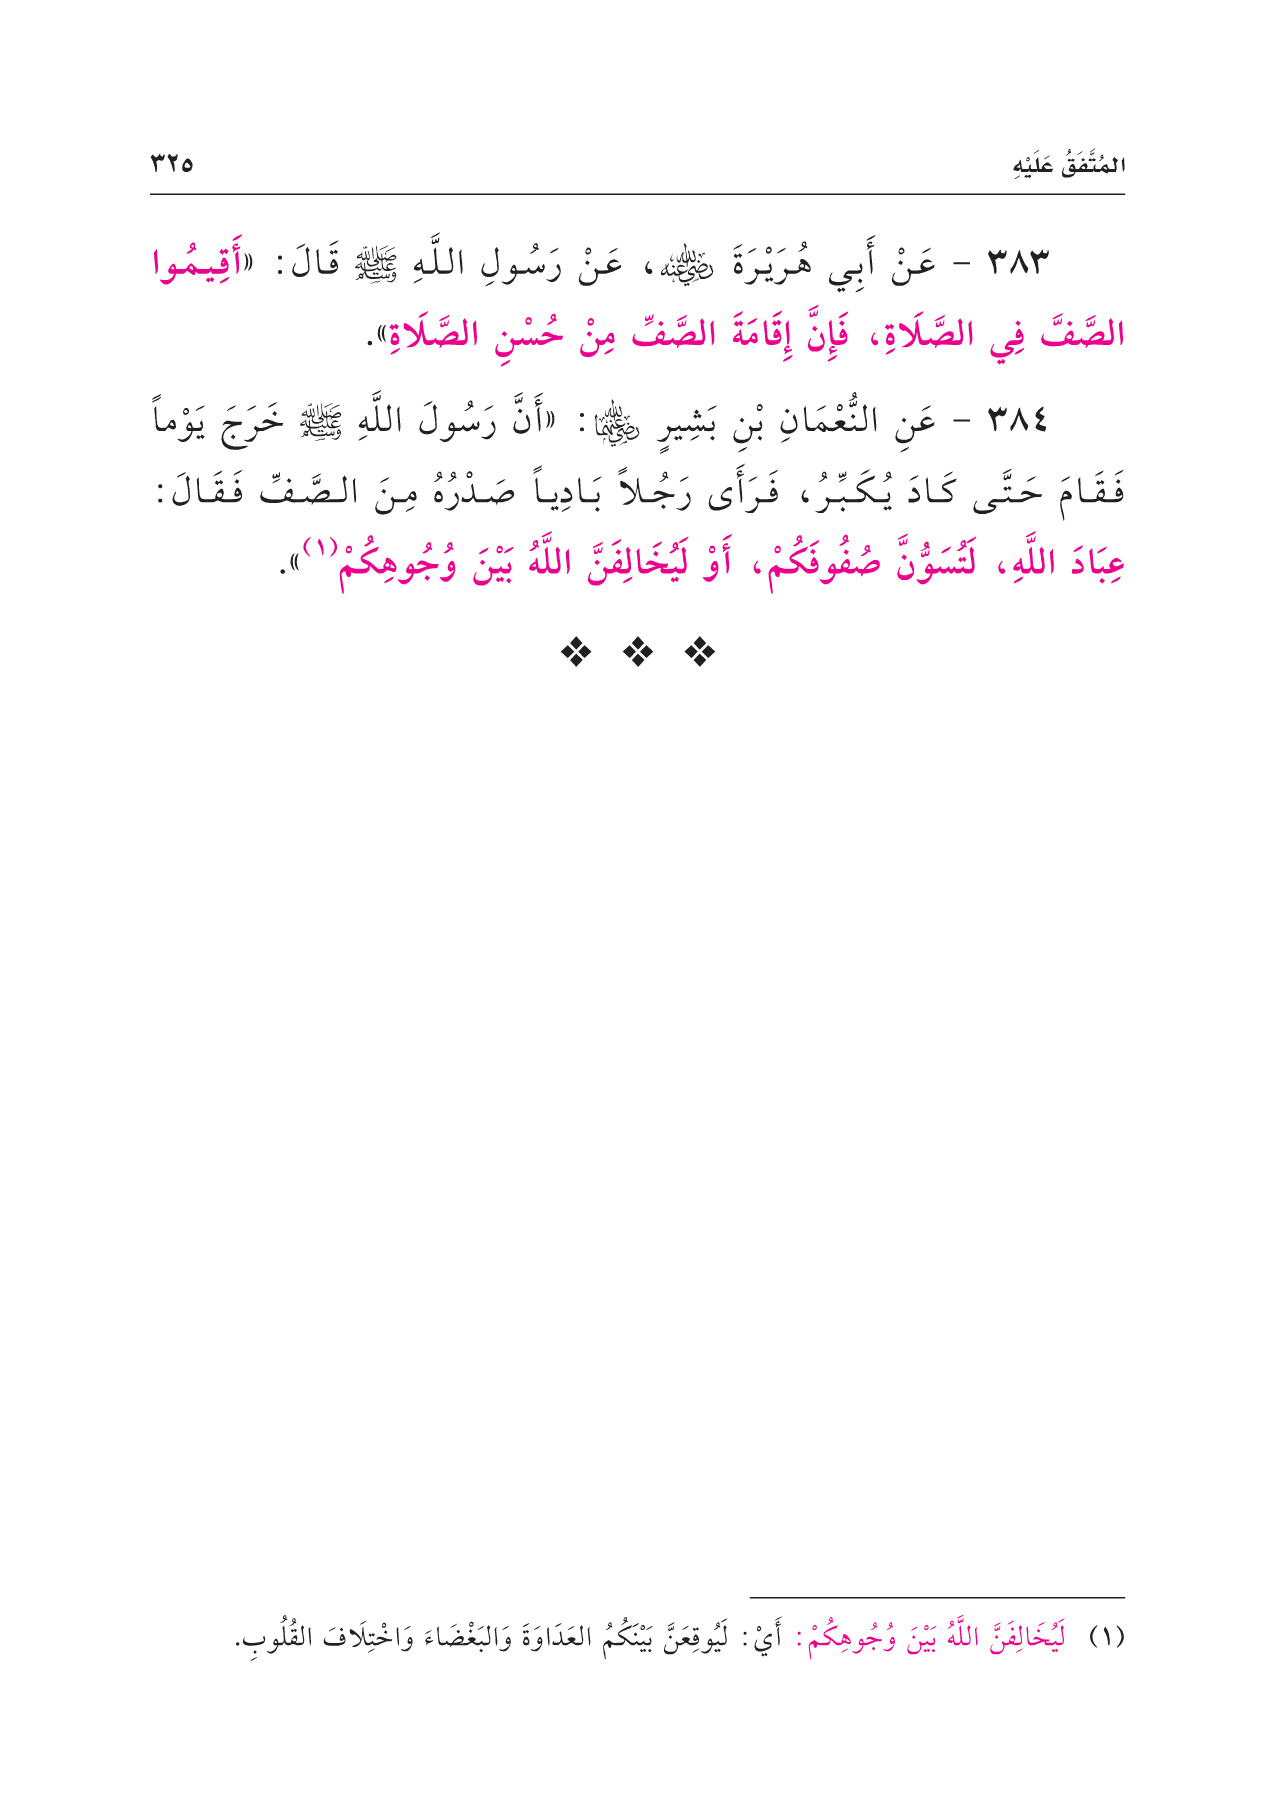 المُتَّفَقُ عَلَيْهِ ٣٢٥
٣٨٣ - عَنْ أَبِي هُرَيْرَةَ رضي الله عنه، عَنْ رَسُولِ اللَّهِ ﷺ قَالَ: «أَقِيمُوا
الصَّفَّ فِي الصَّلَاةِ، فَإِنَّ إِقَامَةَ الصَّفِّ مِنْ حُسْنِ الصَّلَاةِ».
٣٨٤ - عَنِ النُّعْمَانِ بْنِ بَشِيرٍ رضي الله عنهما: «أَنَّ رَسُولَ اللَّهِ ﷺ خَرَجَ يَوْماً
فَقَامَ حَتَّى كَادَ يُكَبِّرُ، فَرَأَى رَجُلاً بَادِياً صَدْرُهُ مِنَ الصَّفِّ فَقَالَ:
عِبَادَ اللَّهِ، لَتُسَوُّنَّ صُفُوفَكُمْ، أَوْ لَيُخَالِفَنَّ اللَّهُ بَيْنَ وُجُوهِكُمْ(١)».
(١) لَيُخَالِفَنَّ اللَّهُ بَيْنَ وُجُوهِكُمْ: أَيْ: لَيُوقِعَنَّ بَيْنَكُمُ العَدَاوَةَ وَالبَغْضَاءَ وَاخْتِلَافَ القُلُوبِ.